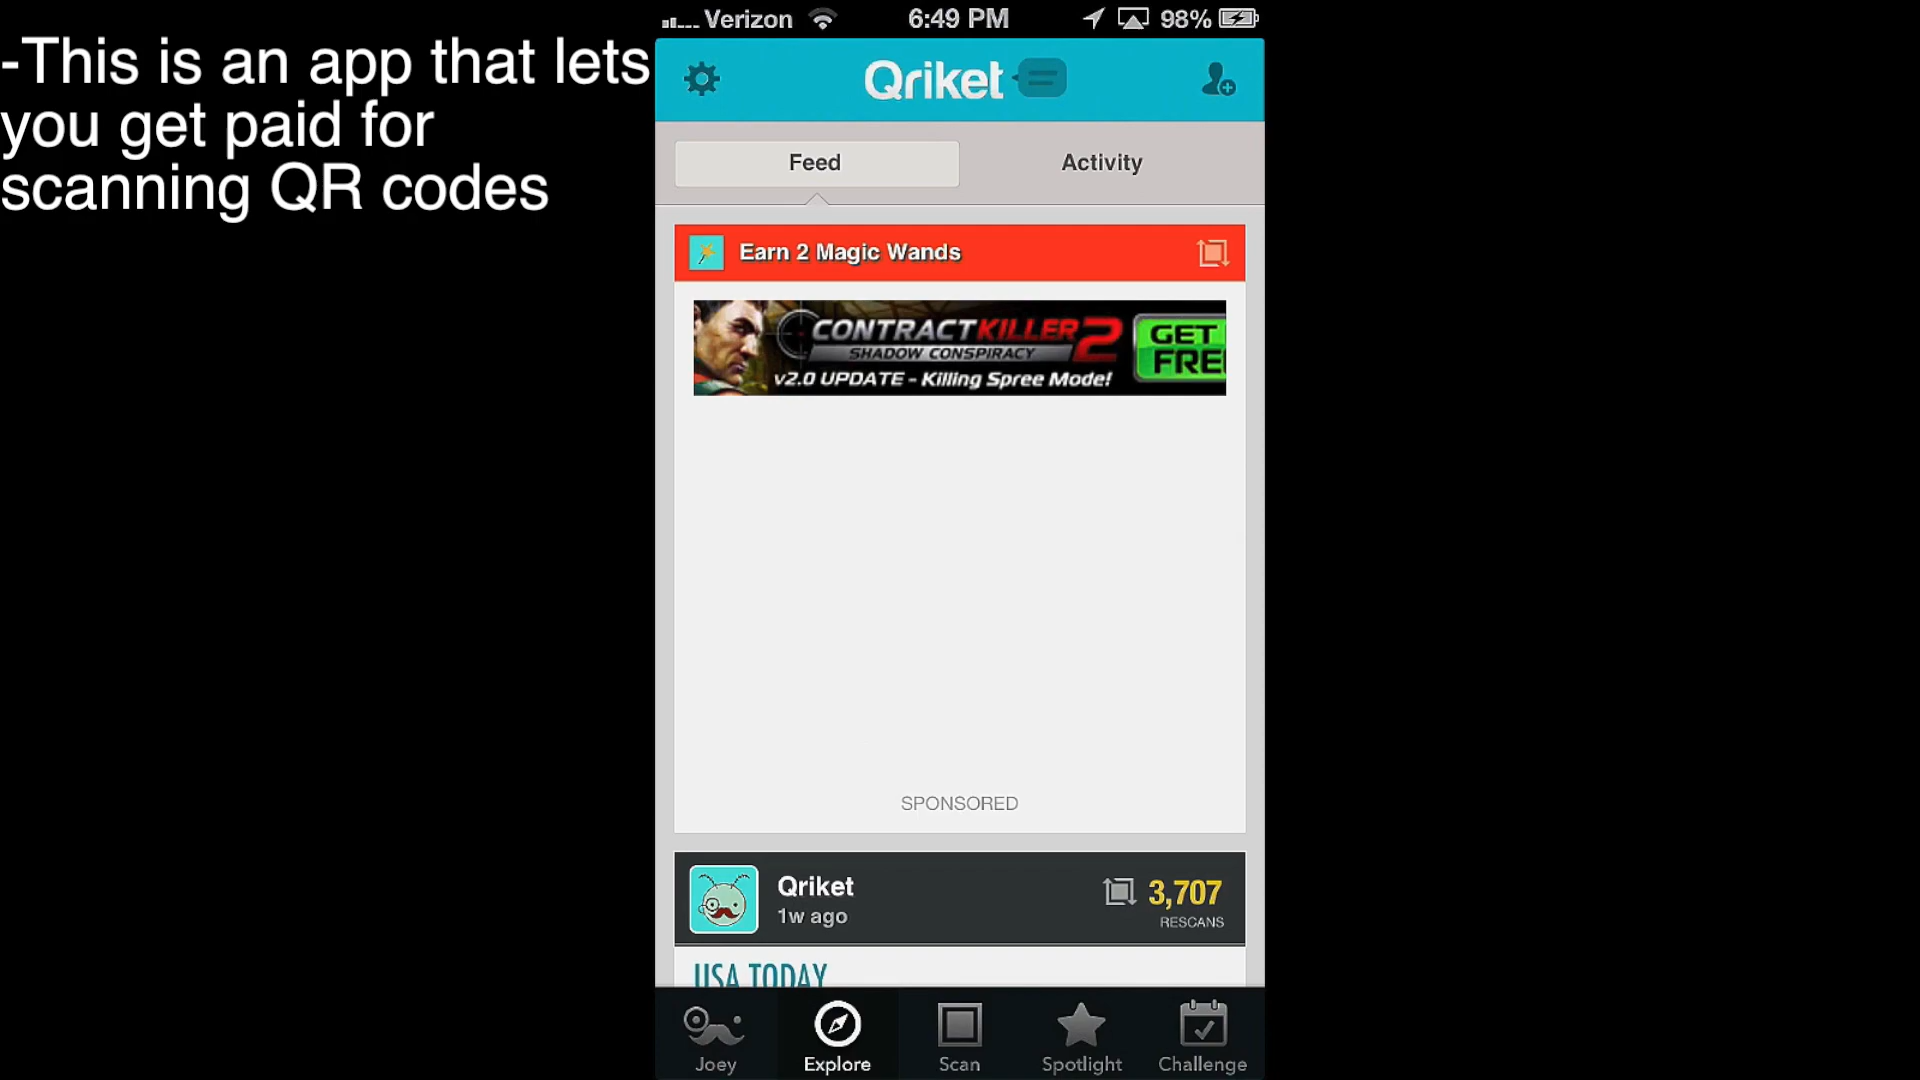 -This is an app that lets
you get paid for
scanning QR codes
Verizon 6:49 PM 98%
Qriket
Feed Activity
Earn 2 Magic Wands
CONTRACT KILLER 2
SHADOW CONSPIRACY
v2.0 UPDATE - Killing Spree Mode!
GET
FREE
SPONSORED
Qriket
1w ago
3,707
RESCANS
USA TODAY
Joey Explore Scan Spotlight Challenge